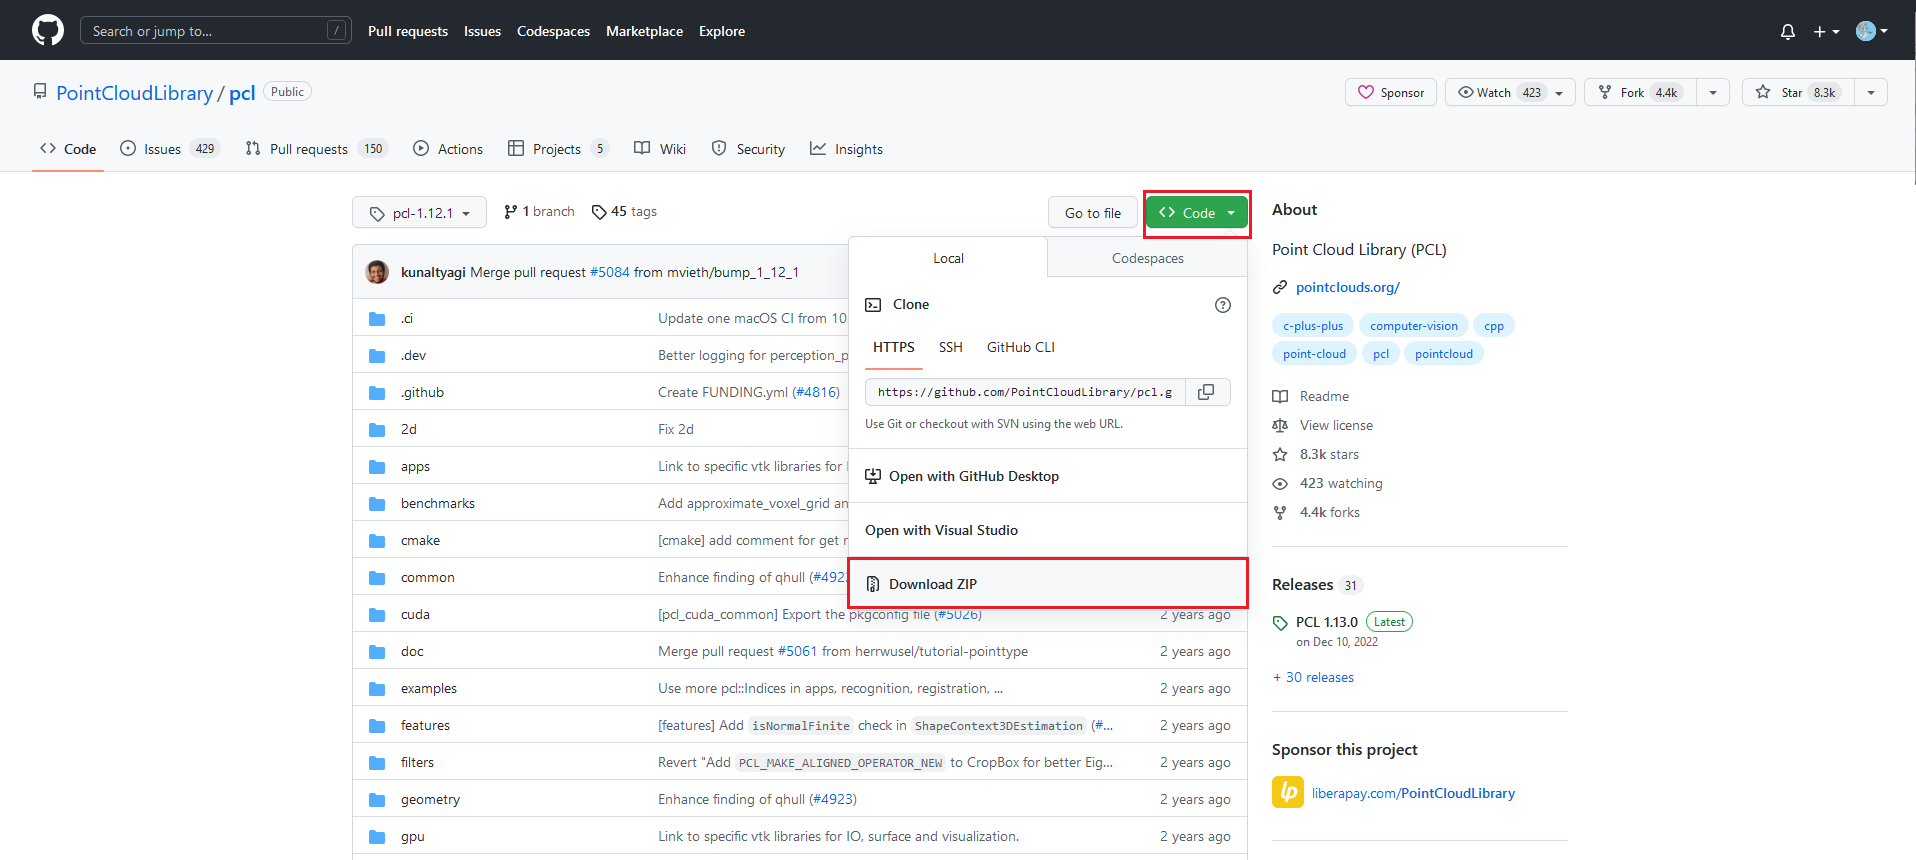 Search or jump to... /
Pull requests Issues Codespaces Marketplace Explore
PointCloudLibrary / pcl Public
Sponsor Watch 423 Fork 4.4k Star 8.3k
Code Issues 429 Pull requests 150 Actions Projects 5 Wiki Security Insights
pcl-1.12.1 1 branch 45 tags Go to file Code
kunaltyagi Merge pull request #5084 from mvieth/bump_1_12_1
.ci Update one macOS CI from 10.
.dev Better logging for perception_p
.github Create FUNDING.yml (#4816)
2d Fix 2d
apps Link to specific vtk libraries for
benchmarks Add approximate_voxel_grid an
cmake [cmake] add comment for get
common Enhance finding of qhull (#492
cuda [pcl_cuda_common] Export the pkgconfig file (#5026) 2 years ago
doc Merge pull request #5061 from herrwusel/tutorial-pointtype 2 years ago
examples Use more pcl::Indices in apps, recognition, registration, ... 2 years ago
features [features] Add isNormalFinite check in ShapeContext3DEstimation (#... 2 years ago
filters Revert "Add PCL_MAKE_ALIGNED_OPERATOR_NEW to CropBox for better Eig... 2 years ago
geometry Enhance finding of qhull (#4923) 2 years ago
gpu Link to specific vtk libraries for IO, surface and visualization. 2 years ago
Local Codespaces
Clone
HTTPS SSH GitHub CLI
https://github.com/PointCloudLibrary/pcl.g
Use Git or checkout with SVN using the web URL.
Open with GitHub Desktop
Open with Visual Studio
Download ZIP
About
Point Cloud Library (PCL)
pointclouds.org/
c-plus-plus computer-vision cpp
point-cloud pcl pointcloud
Readme
View license
8.3k stars
423 watching
4.4k forks
Releases 31
PCL 1.13.0 Latest
on Dec 10, 2022
+ 30 releases
Sponsor this project
lp liberapay.com/PointCloudLibrary